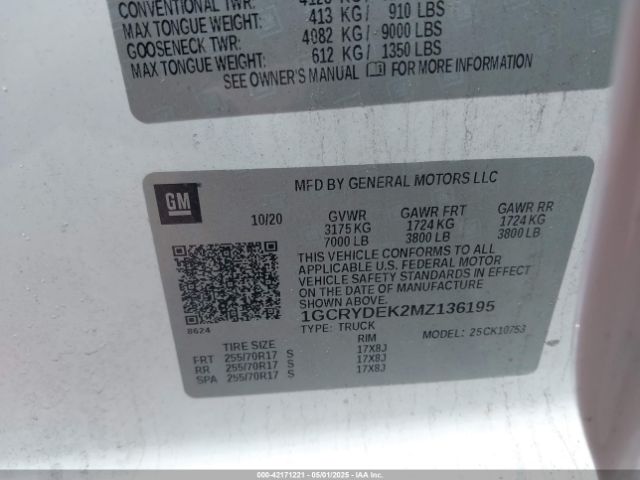 CONVENTIONAL TWR:
MAX TONGUE WEIGHT: 413 KG/ 910 LBS
GOOSENECK TWR: 4082 KG/ 9000 LBS
MAX TONGUE WEIGHT: 612 KG/ 1350 LBS
SEE OWNER'S MANUAL FOR MORE INFORMATION
GM
MFD BY GENERAL MOTORS LLC
10/20 GVWR GAWR FRT GAWR RR
3175 KG 1724 KG 1724 KG
7000 LB 3800 LB 3800 LB
THIS VEHICLE CONFORMS TO ALL
APPLICABLE U.S. FEDERAL MOTOR
VEHICLE SAFETY STANDARDS IN EFFECT
ON THE DATE OF MANUFACTURE SHOWN ABOVE.
1GCRYDEK2MZ136195
8624 TYPE: TRUCK MODEL: 25CK10753
TIRE SIZE RIM
FRT 255/70R17 S 17X8J
RR 255/70R17 S 17X8J
SPA 255/70R17 S 17X8J
000-42171221 - 05/01/2025 - IAA, Inc.